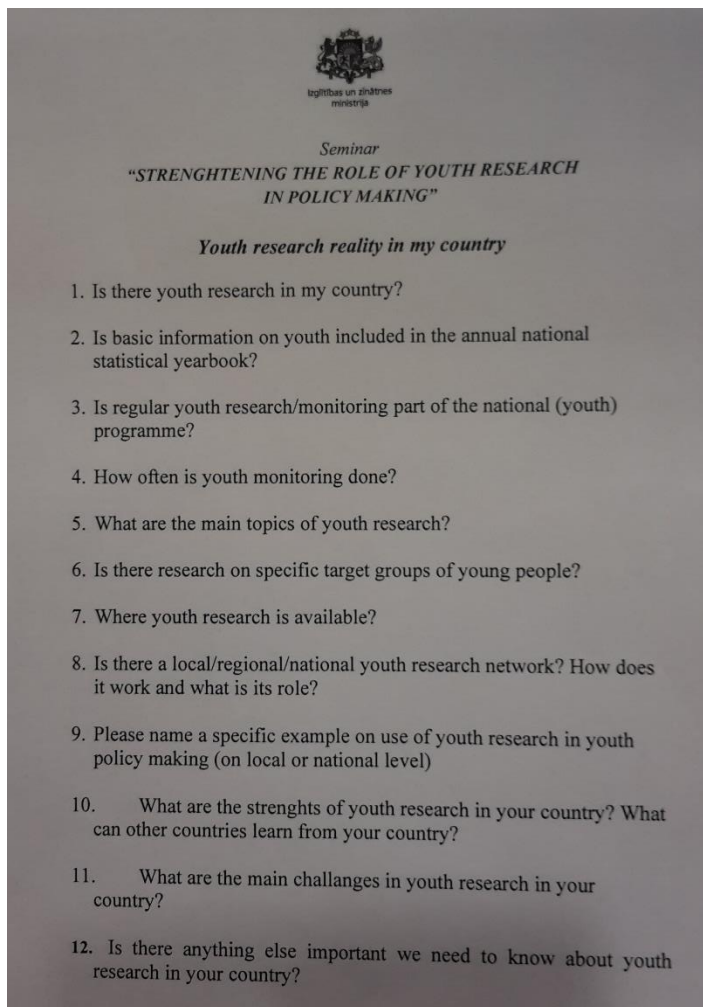 Izglītības un zinātnes
ministrija
Seminar
"STRENGHTENING THE ROLE OF YOUTH RESEARCH
IN POLICY MAKING"
Youth research reality in my country
1. Is there youth research in my country?
2. Is basic information on youth included in the annual national
statistical yearbook?
3. Is regular youth research/monitoring part of the national (youth)
programme?
4. How often is youth monitoring done?
5. What are the main topics of youth research?
6. Is there research on specific target groups of young people?
7. Where youth research is available?
8. Is there a local/regional/national youth research network? How does
it work and what is its role?
9. Please name a specific example on use of youth research in youth
policy making (on local or national level)
10. What are the strenghts of youth research in your country? What
can other countries learn from your country?
11. What are the main challanges in youth research in your
country?
12. Is there anything else important we need to know about youth
research in your country?